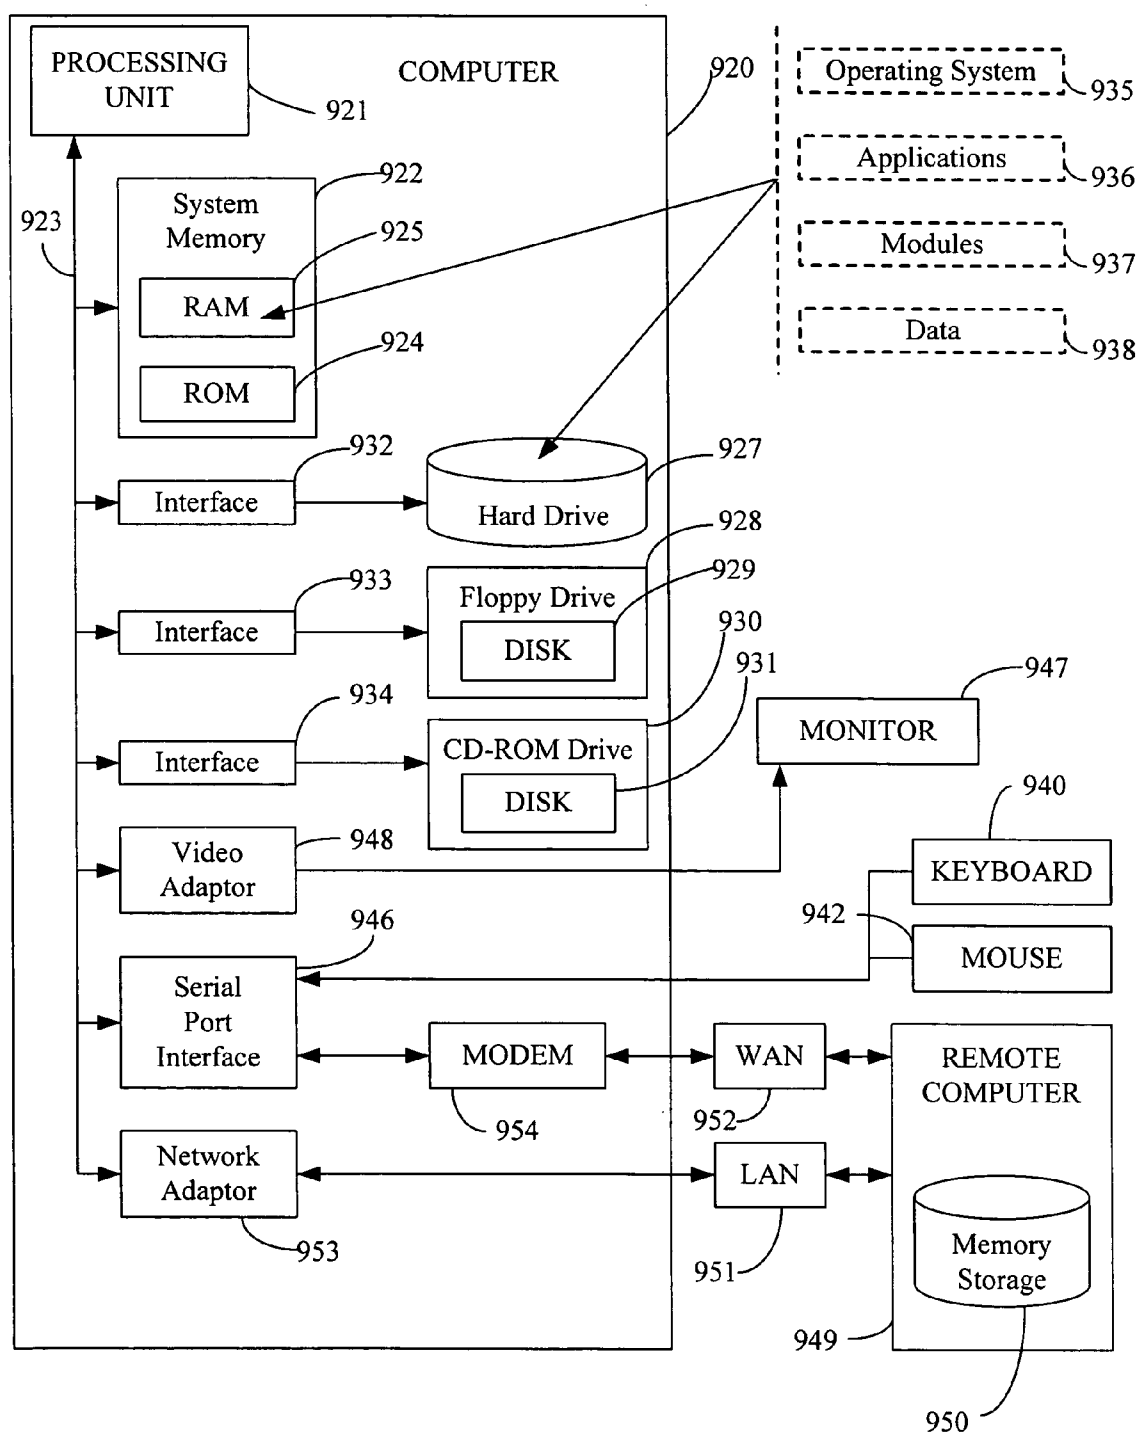 PROCESSING
UNIT
COMPUTER
921
920
Operating System
935
Applications
936
Modules
937
Data
938
923
922
System
Memory
925
RAM
924
ROM
932
Interface
927
Hard Drive
928
933
Interface
929
Floppy Drive
DISK
930
931
934
Interface
CD-ROM Drive
DISK
947
MONITOR
948
Video
Adaptor
940
KEYBOARD
942
MOUSE
946
Serial
Port
Interface
MODEM
954
WAN
952
REMOTE
COMPUTER
Network
Adaptor
953
LAN
951
Memory
Storage
949
950